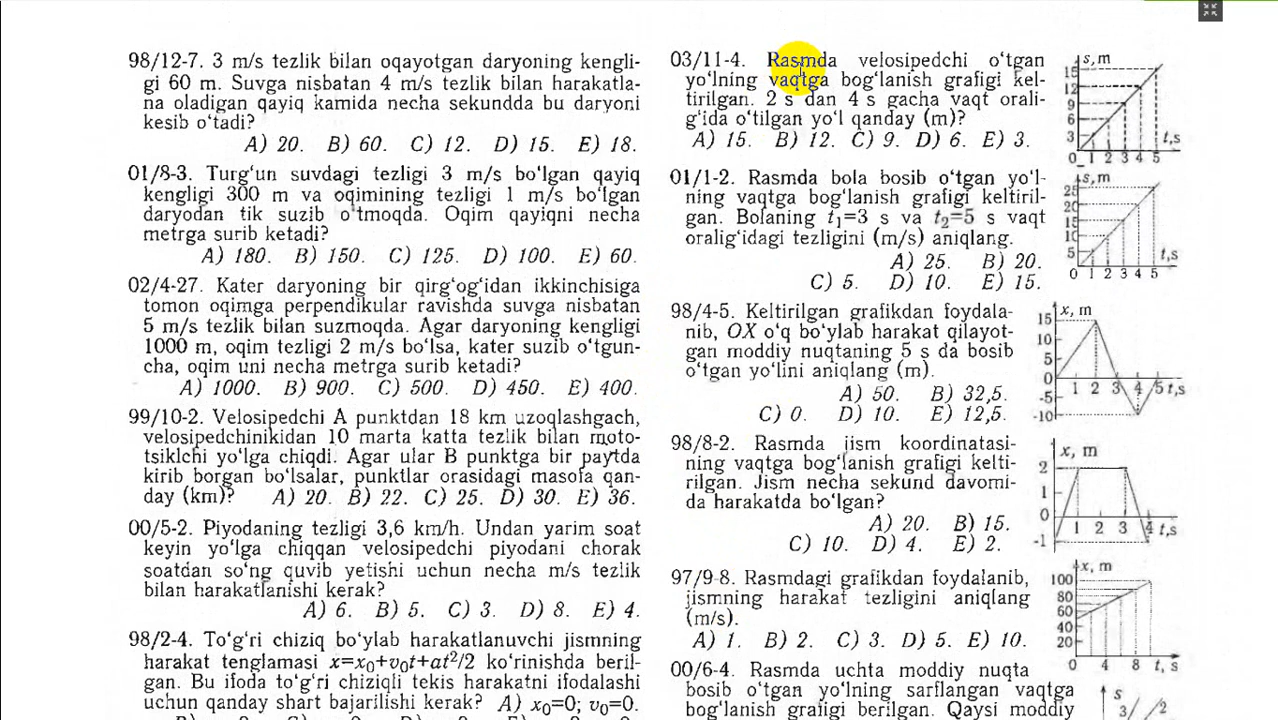 98/12-7. 3 m/s tezlik bilan oqayotgan daryoning kengli-
gi 60 m. Suvga nisbatan 4 m/s tezlik bilan harakatla-
na oladigan qayiq kamida necha sekundda bu daryoni
kesib o‘tadi?
A) 20. B) 60. C) 12. D) 15. E) 18.
01/8-3. Turg‘un suvdagi tezligi 3 m/s bo‘lgan qayiq
kengligi 300 m va oqimining tezligi 1 m/s bo‘lgan
daryodan tik suzib o‘tmoqda. Oqim qayiqni necha
metrga surib ketadi?
A) 180. B) 150. C) 125. D) 100. E) 60.
02/4-27. Kater daryoning bir qirg‘og‘idan ikkinchisiga
tomon oqimga perpendikular ravishda suvga nisbatan
5 m/s tezlik bilan suzmoqda. Agar daryoning kengligi
1000 m, oqim tezligi 2 m/s bo‘lsa, kater suzib o‘tgun-
cha, oqim uni necha metrga surib ketadi?
A) 1000. B) 900. C) 500. D) 450. E) 400.
99/10-2. Velosipedchi A punktdan 18 km uzoqlashgach,
velosipedchinikidan 10 marta katta tezlik bilan moto-
tsiklchi yo‘lga chiqdi. Agar ular B punktga bir paytda
kirib borgan bo‘lsalar, punktlar orasidagi masofa qan-
day (km)? A) 20. B) 22. C) 25. D) 30. E) 36.
00/5-2. Piyodaning tezligi 3,6 km/h. Undan yarim soat
keyin yo‘lga chiqqan velosipedchi piyodani chorak
soatdan so‘ng quvib yetishi uchun necha m/s tezlik
bilan harakatlanishi kerak?
A) 6. B) 5. C) 3. D) 8. E) 4.
98/2-4. To‘g‘ri chiziq bo‘ylab harakatlanuvchi jismning
harakat tenglamasi x=x₀+v₀t+at²/2 ko‘rinishda beril-
gan. Bu ifoda to‘g‘ri chiziqli tekis harakatni ifodalashi
uchun qanday shart bajarilishi kerak? A) x₀=0; v₀=0.
03/11-4. Rasmda velosipedchi o‘tgan
yo‘lning vaqtga bog‘lanish grafigi kel-
tirilgan. 2 s dan 4 s gacha vaqt orali-
g‘ida o‘tilgan yo‘l qanday (m)?
A) 15. B) 12. C) 9. D) 6. E) 3.
s, m
15
12
9
6
3
t,s
0 1 2 3 4 5
01/1-2. Rasmda bola bosib o‘tgan yo‘l-
ning vaqtga bog‘lanish grafigi keltiril-
gan. Bolaning t₁=3 s va t₂=5 s vaqt
oralig‘idagi tezligini (m/s) aniqlang.
A) 25. B) 20.
C) 5. D) 10. E) 15.
s, m
25
20
15
10
5
t,s
0 1 2 3 4 5
98/4-5. Keltirilgan grafikdan foydala-
nib, OX o‘q bo‘ylab harakat qilayot-
gan moddiy nuqtaning 5 s da bosib
o‘tgan yo‘lini aniqlang (m).
A) 50. B) 32,5.
C) 0. D) 10. E) 12,5.
x, m
15
10
5
0
1 2 3 4 5 t,s
-5
-10
98/8-2. Rasmda jism koordinatasi-
ning vaqtga bog‘lanish grafigi kelti-
rilgan. Jism necha sekund davomi-
da harakatda bo‘lgan?
A) 20. B) 15.
C) 10. D) 4. E) 2.
x, m
2
1
0
1 2 3 4 t,s
-1
97/9-8. Rasmdagi grafikdan foydalanib,
jismning harakat tezligini aniqlang
(m/s).
A) 1. B) 2. C) 3. D) 5. E) 10.
x, m
100
80
60
40
20
0 4 8 t, s
00/6-4. Rasmda uchta moddiy nuqta
bosib o‘tgan yo‘lning sarflangan vaqtga
bog‘lanish grafigi berilgan. Qaysi moddiy
s
3 2